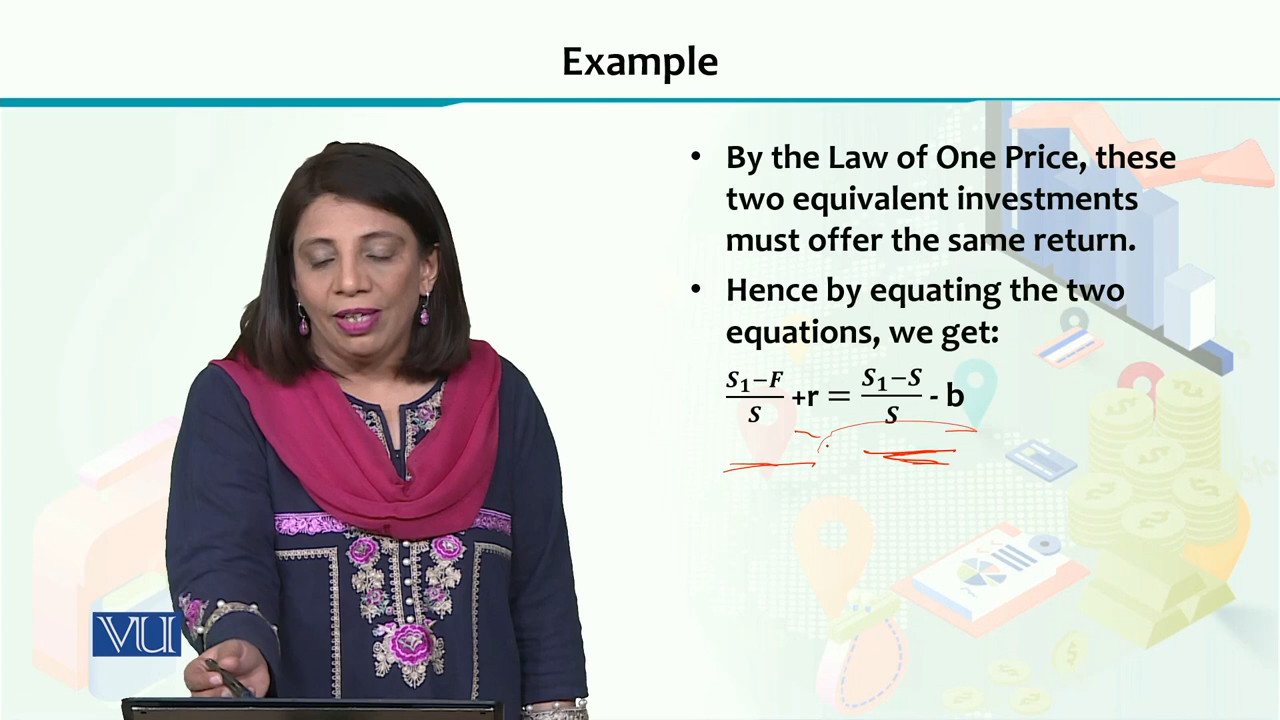 Example
• By the Law of One Price, these
two equivalent investments
must offer the same return.
• Hence by equating the two
equations, we get:
(S₁−F)/S +r = (S₁−S)/S - b
VU